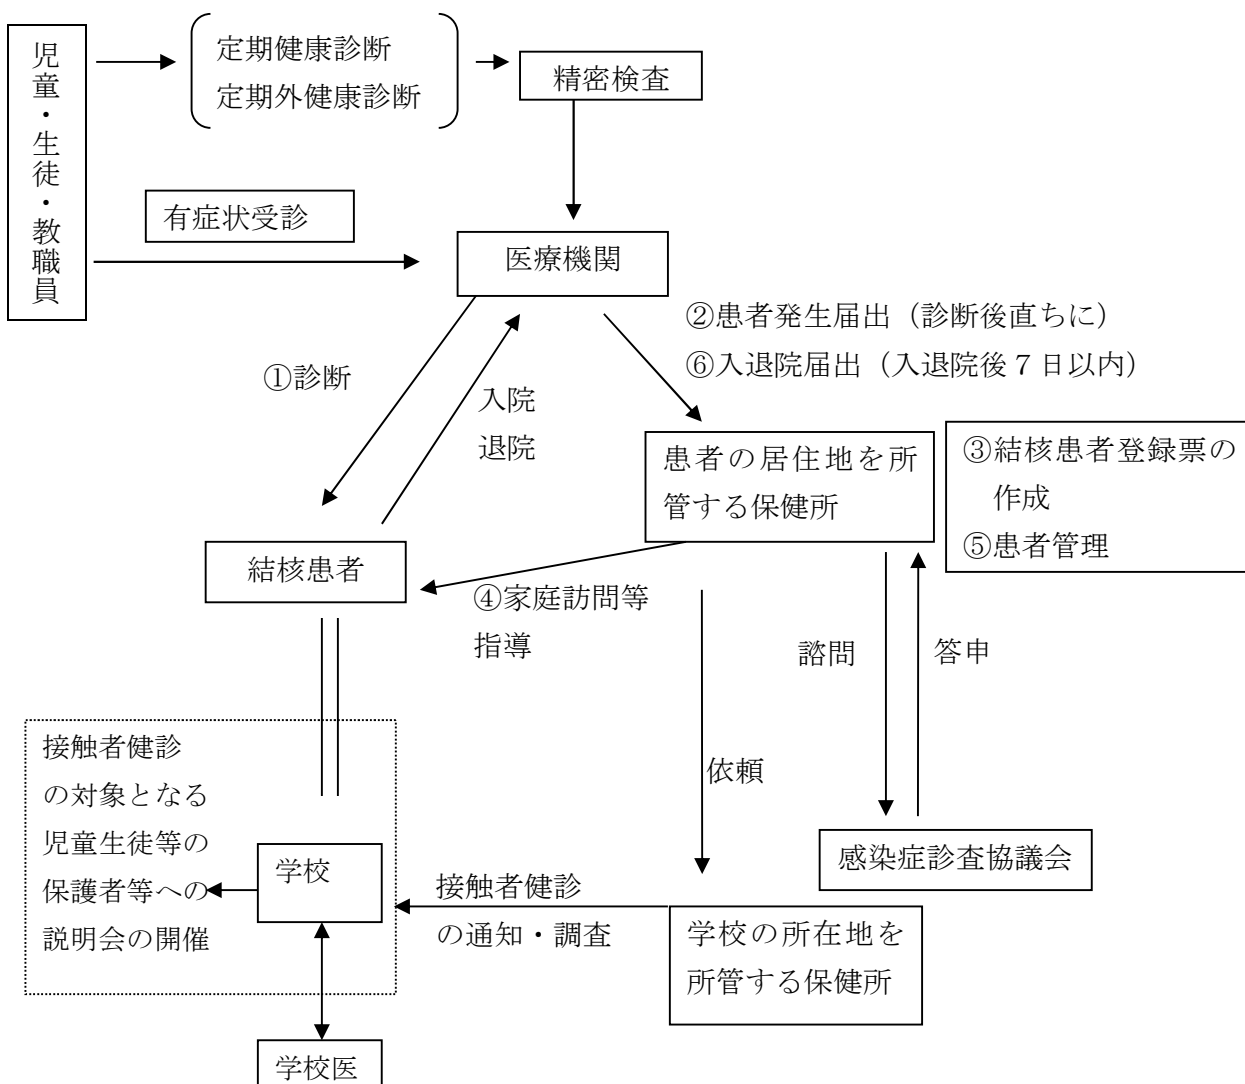 児童・生徒・教職員
定期健康診断
定期外健康診断
精密検査
有症状受診
医療機関
②患者発生届出（診断後直ちに）
⑥入退院届出（入退院後７日以内）
①診断
入院
退院
患者の居住地を所
管する保健所
③結核患者登録票の
作成
⑤患者管理
結核患者
④家庭訪問等
指導
諮問
答申
接触者健診
の対象となる
児童生徒等の
保護者等への
説明会の開催
依頼
学校
感染症診査協議会
接触者健診
の通知・調査
学校の所在地を
所管する保健所
学校医